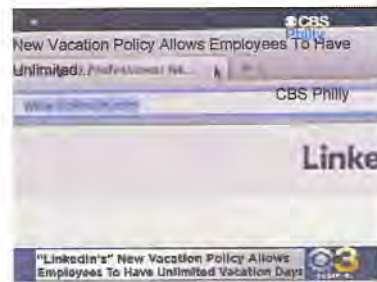 CBS
Philly
New Vacation Policy Allows Employees To Have
Unlimited
CBS Philly
Linke
"LinkedIn's" New Vacation Policy Allows
Employees To Have Unlimited Vacation Days
3